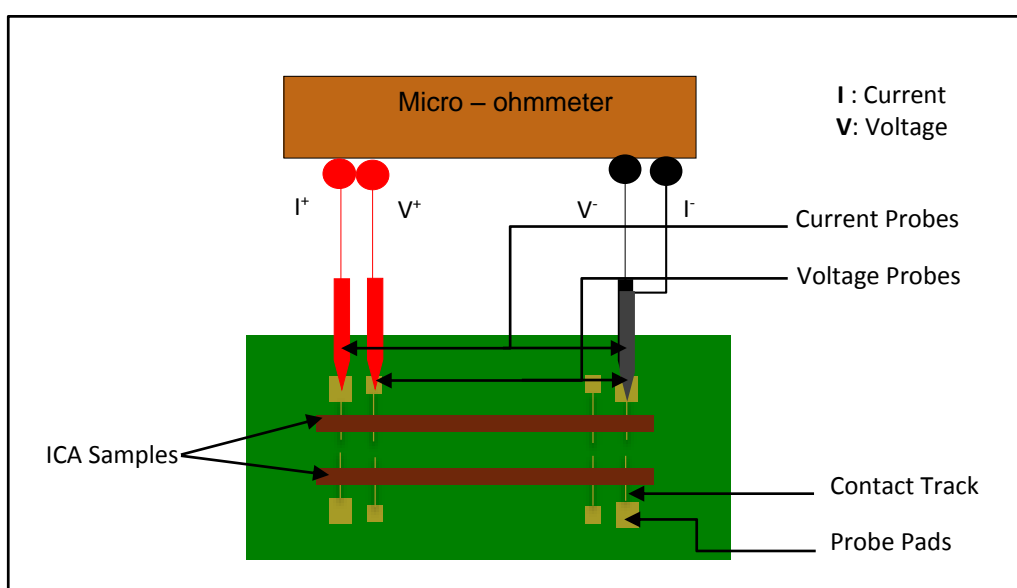 Micro – ohmmeter
I : Current
V: Voltage
I⁺
V⁺
V⁻
I⁻
Current Probes
Voltage Probes
ICA Samples
Contact Track
Probe Pads